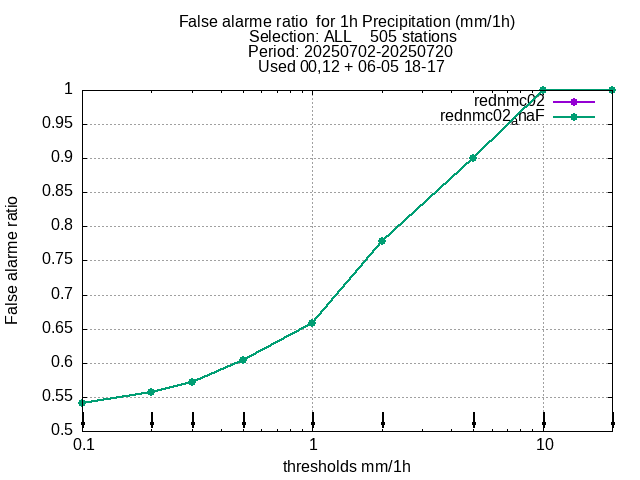 False alarme ratio  for 1h Precipitation (mm/1h)
Selection: ALL    505 stations
Period: 20250702-20250720
Used 00,12 + 06-05 18-17
rednmc02
rednmc02_naF
1
0.95
0.9
0.85
0.8
0.75
0.7
0.65
0.6
0.55
0.5
False alarme ratio
0.1
1
10
thresholds mm/1h